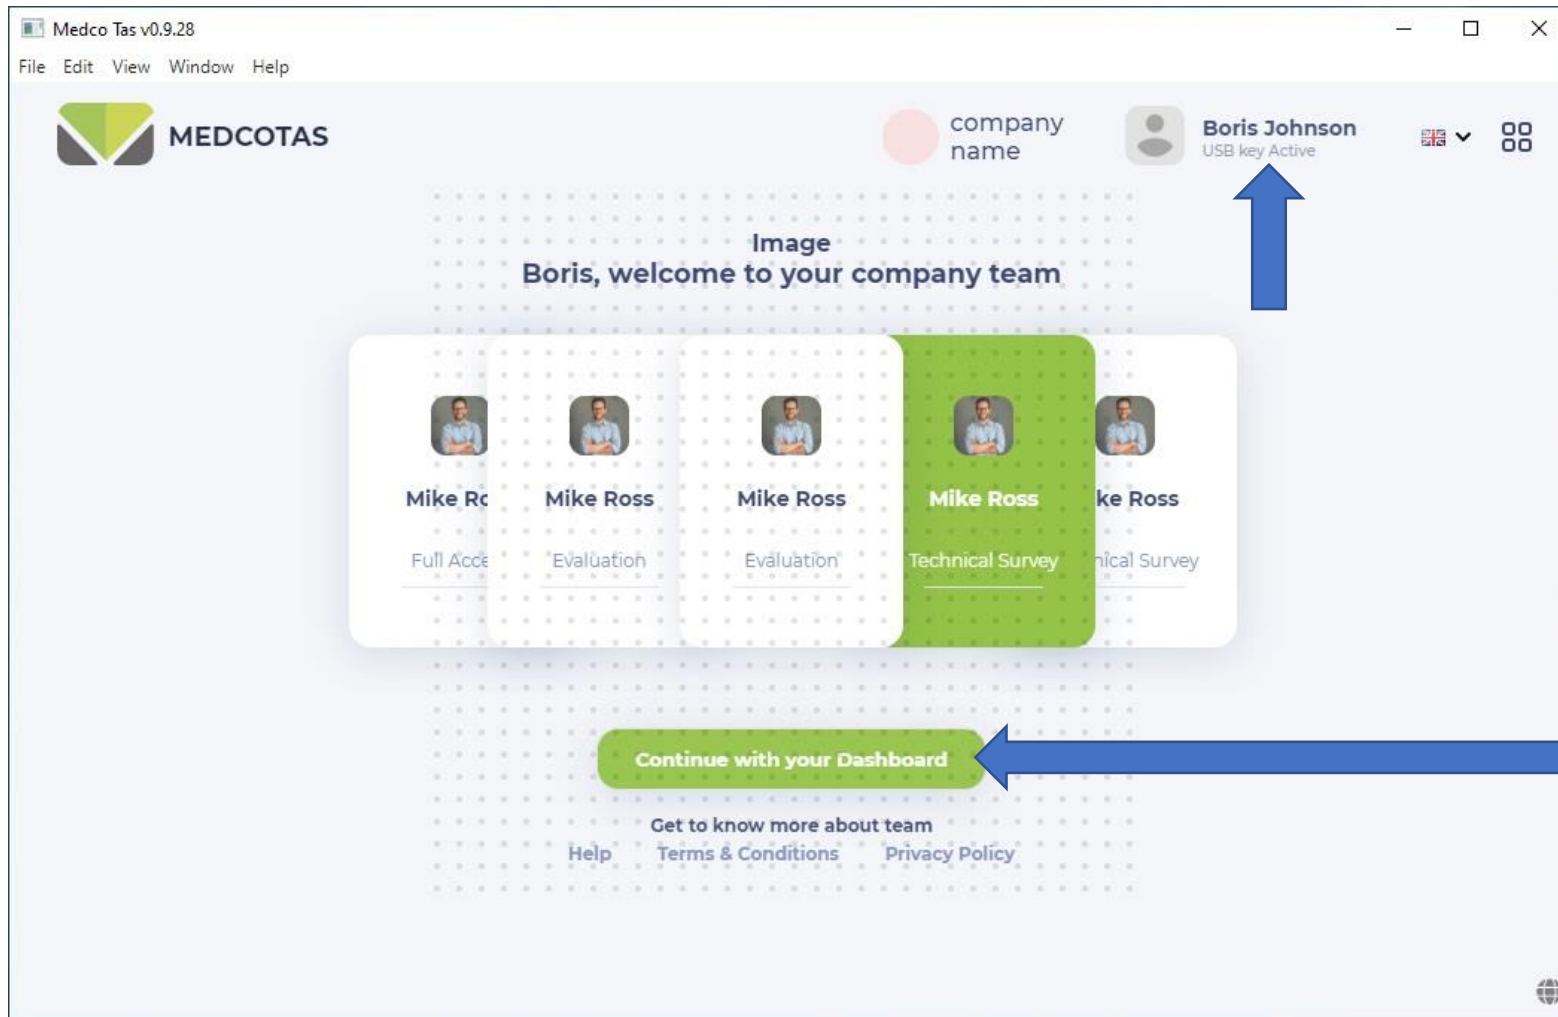 Medco Tas v0.9.28
File Edit View Window Help
MEDCOTAS
company
name
Boris Johnson
USB key Active
Image
Boris, welcome to your company team
Mike Ro
Mike Ross
Mike Ross
Mike Ross
ke Ross
Full Acce
Evaluation
Evaluation
Technical Survey
nical Survey
Continue with your Dashboard
Get to know more about team
Help Terms & Conditions Privacy Policy